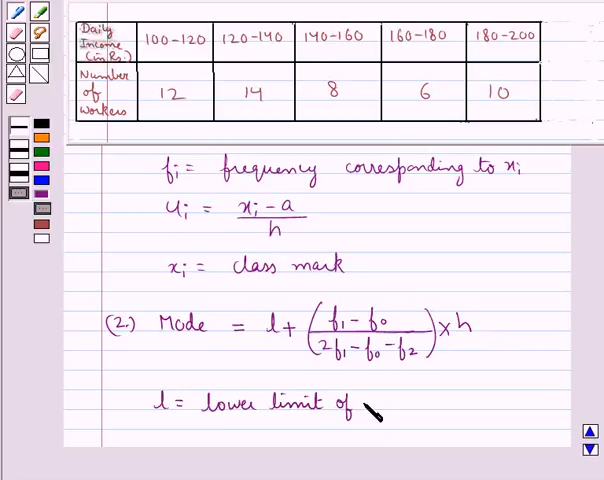 Daily Income (in Rs.) 100-120 120-140 140-160 160-180 180-200
Number of workers 12 14 8 6 10
fi = frequency corresponding to xi
ui = xi - a / h
xi = class mark
(2.) Mode = l + (f1 - f0 / 2f1 - f0 - f2) × h
l = lower limit of